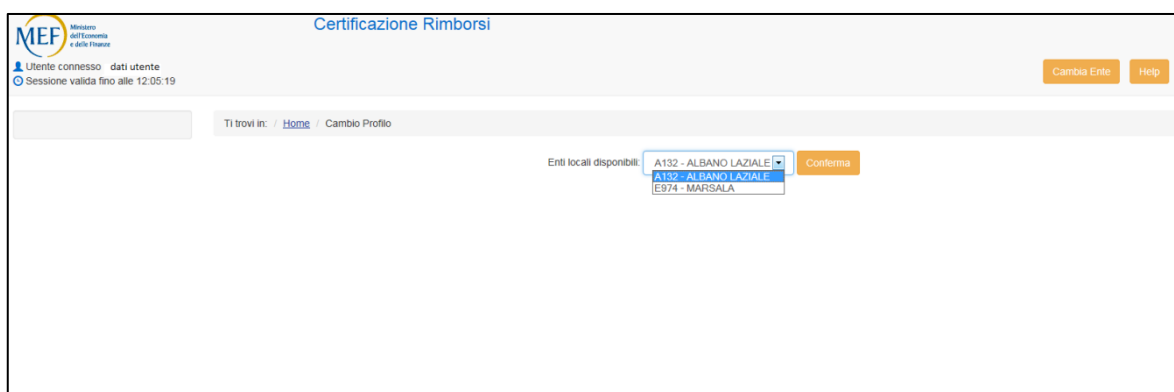 MEF
Ministero
dell'Economia
e delle Finanze
Certificazione Rimborsi
Utente connesso dati utente
Sessione valida fino alle 12:05:19
Cambia Ente Help
Ti trovi in: / Home / Cambio Profilo
Enti locali disponibili: A132 - ALBANO LAZIALE Conferma
A132 - ALBANO LAZIALE
E974 - MARSALA